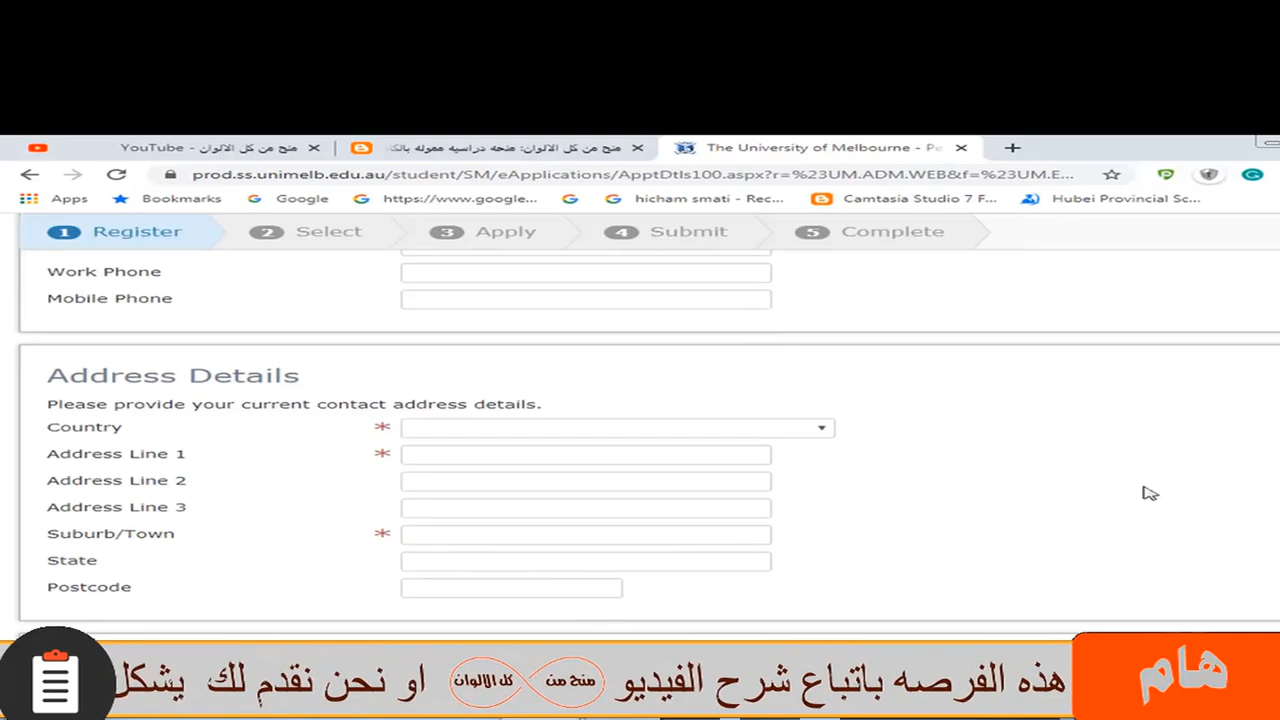 منح من كل الالوان - YouTube
منح من كل الالوان: منحه دراسيه مموله بالكا
The University of Melbourne - Pe
prod.ss.unimelb.edu.au/student/SM/eApplications/ApptDtls100.aspx?r=%23UM.ADM.WEB&f=%23UM.E...
Apps Bookmarks Google https://www.google... hicham smati - Rec... Camtasia Studio 7 F... Hubei Provincial Sc...
1 Register 2 Select 3 Apply 4 Submit 5 Complete
Work Phone
Mobile Phone
Address Details
Please provide your current contact address details.
Country *
Address Line 1 *
Address Line 2
Address Line 3
Suburb/Town *
State
Postcode
هام
هذه الفرصه باتباع شرح الفيديو منح من كل الالوان او نحن نقدم لك يشكل